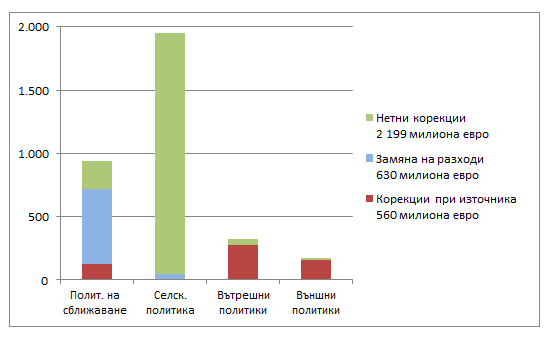 2.000
1.500
1.000
500
0
Полит. на
сближаване
Селск.
политика
Вътрешни
политики
Външни
политики
Нетни корекции
2 199 милиона евро
Замяна на разходи
630 милиона евро
Корекции при източника
560 милиона евро